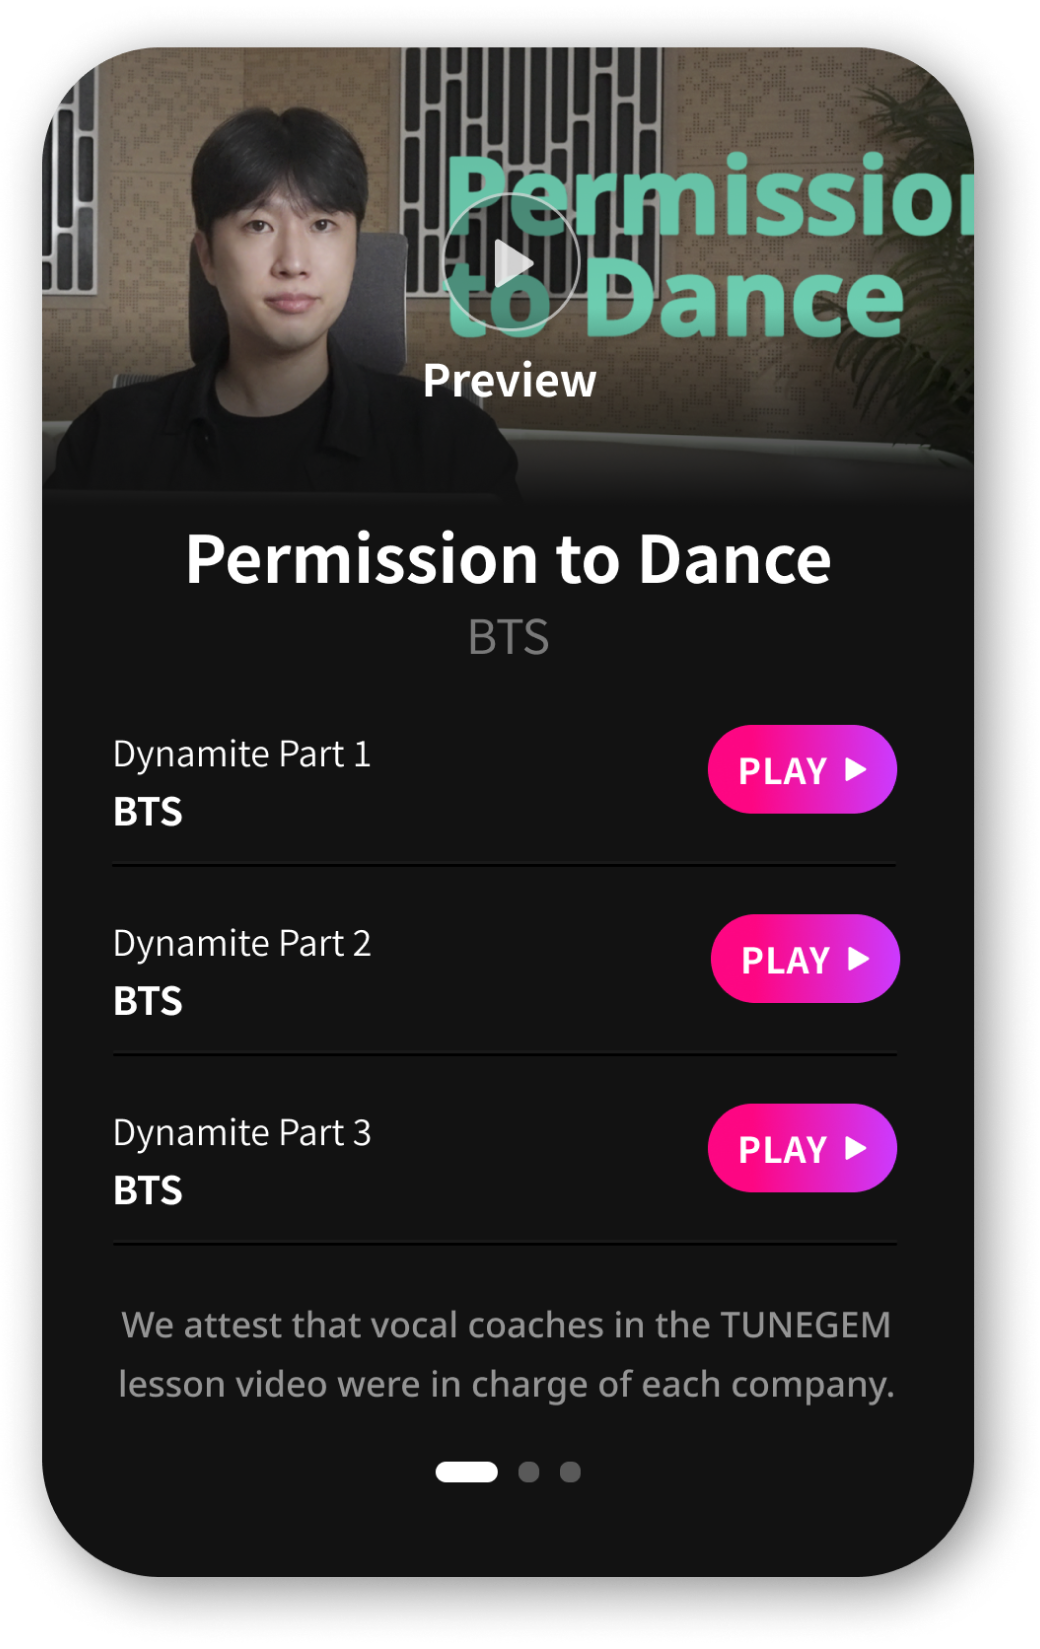 Permission
to Dance
Preview
Permission to Dance
BTS
Dynamite Part 1
BTS
PLAY
Dynamite Part 2
BTS
PLAY
Dynamite Part 3
BTS
PLAY
We attest that vocal coaches in the TUNEGEM
lesson video were in charge of each company.